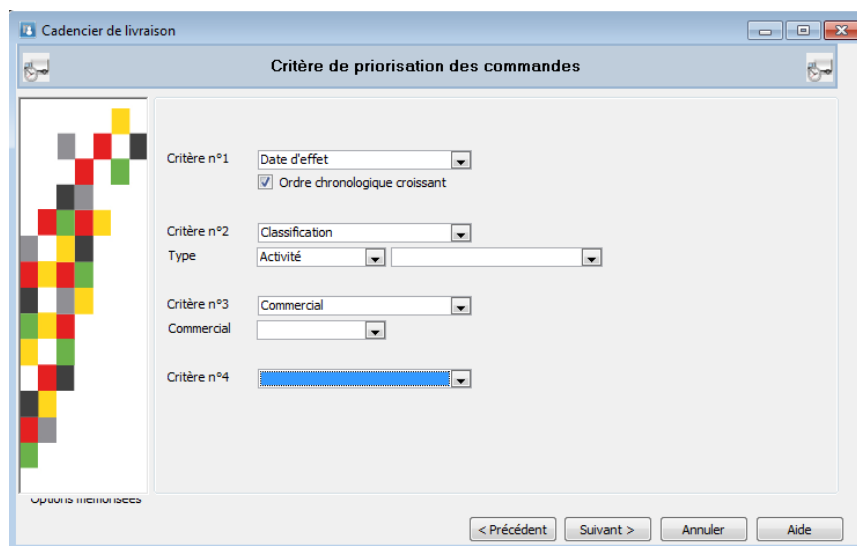 Cadencier de livraison
Critère de priorisation des commandes
Critère n°1 Date d'effet
Ordre chronologique croissant
Critère n°2 Classification
Type Activité
Critère n°3 Commercial
Commercial
Critère n°4
Options mémorisées
< Précédent Suivant > Annuler Aide